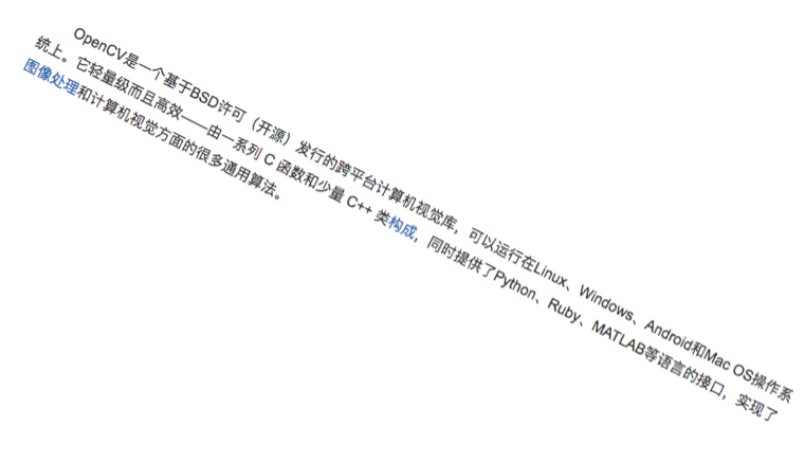 OpenCV是一个基于BSD许可（开源）发行的跨平台计算机视觉库，可以运行在Linux、Windows、Android和Mac OS操作系
统上。它轻量级而且高效——由一系列 C 函数和少量 C++ 类构成，同时提供了Python、Ruby、MATLAB等语言的接口，实现了
图像处理和计算机视觉方面的很多通用算法。